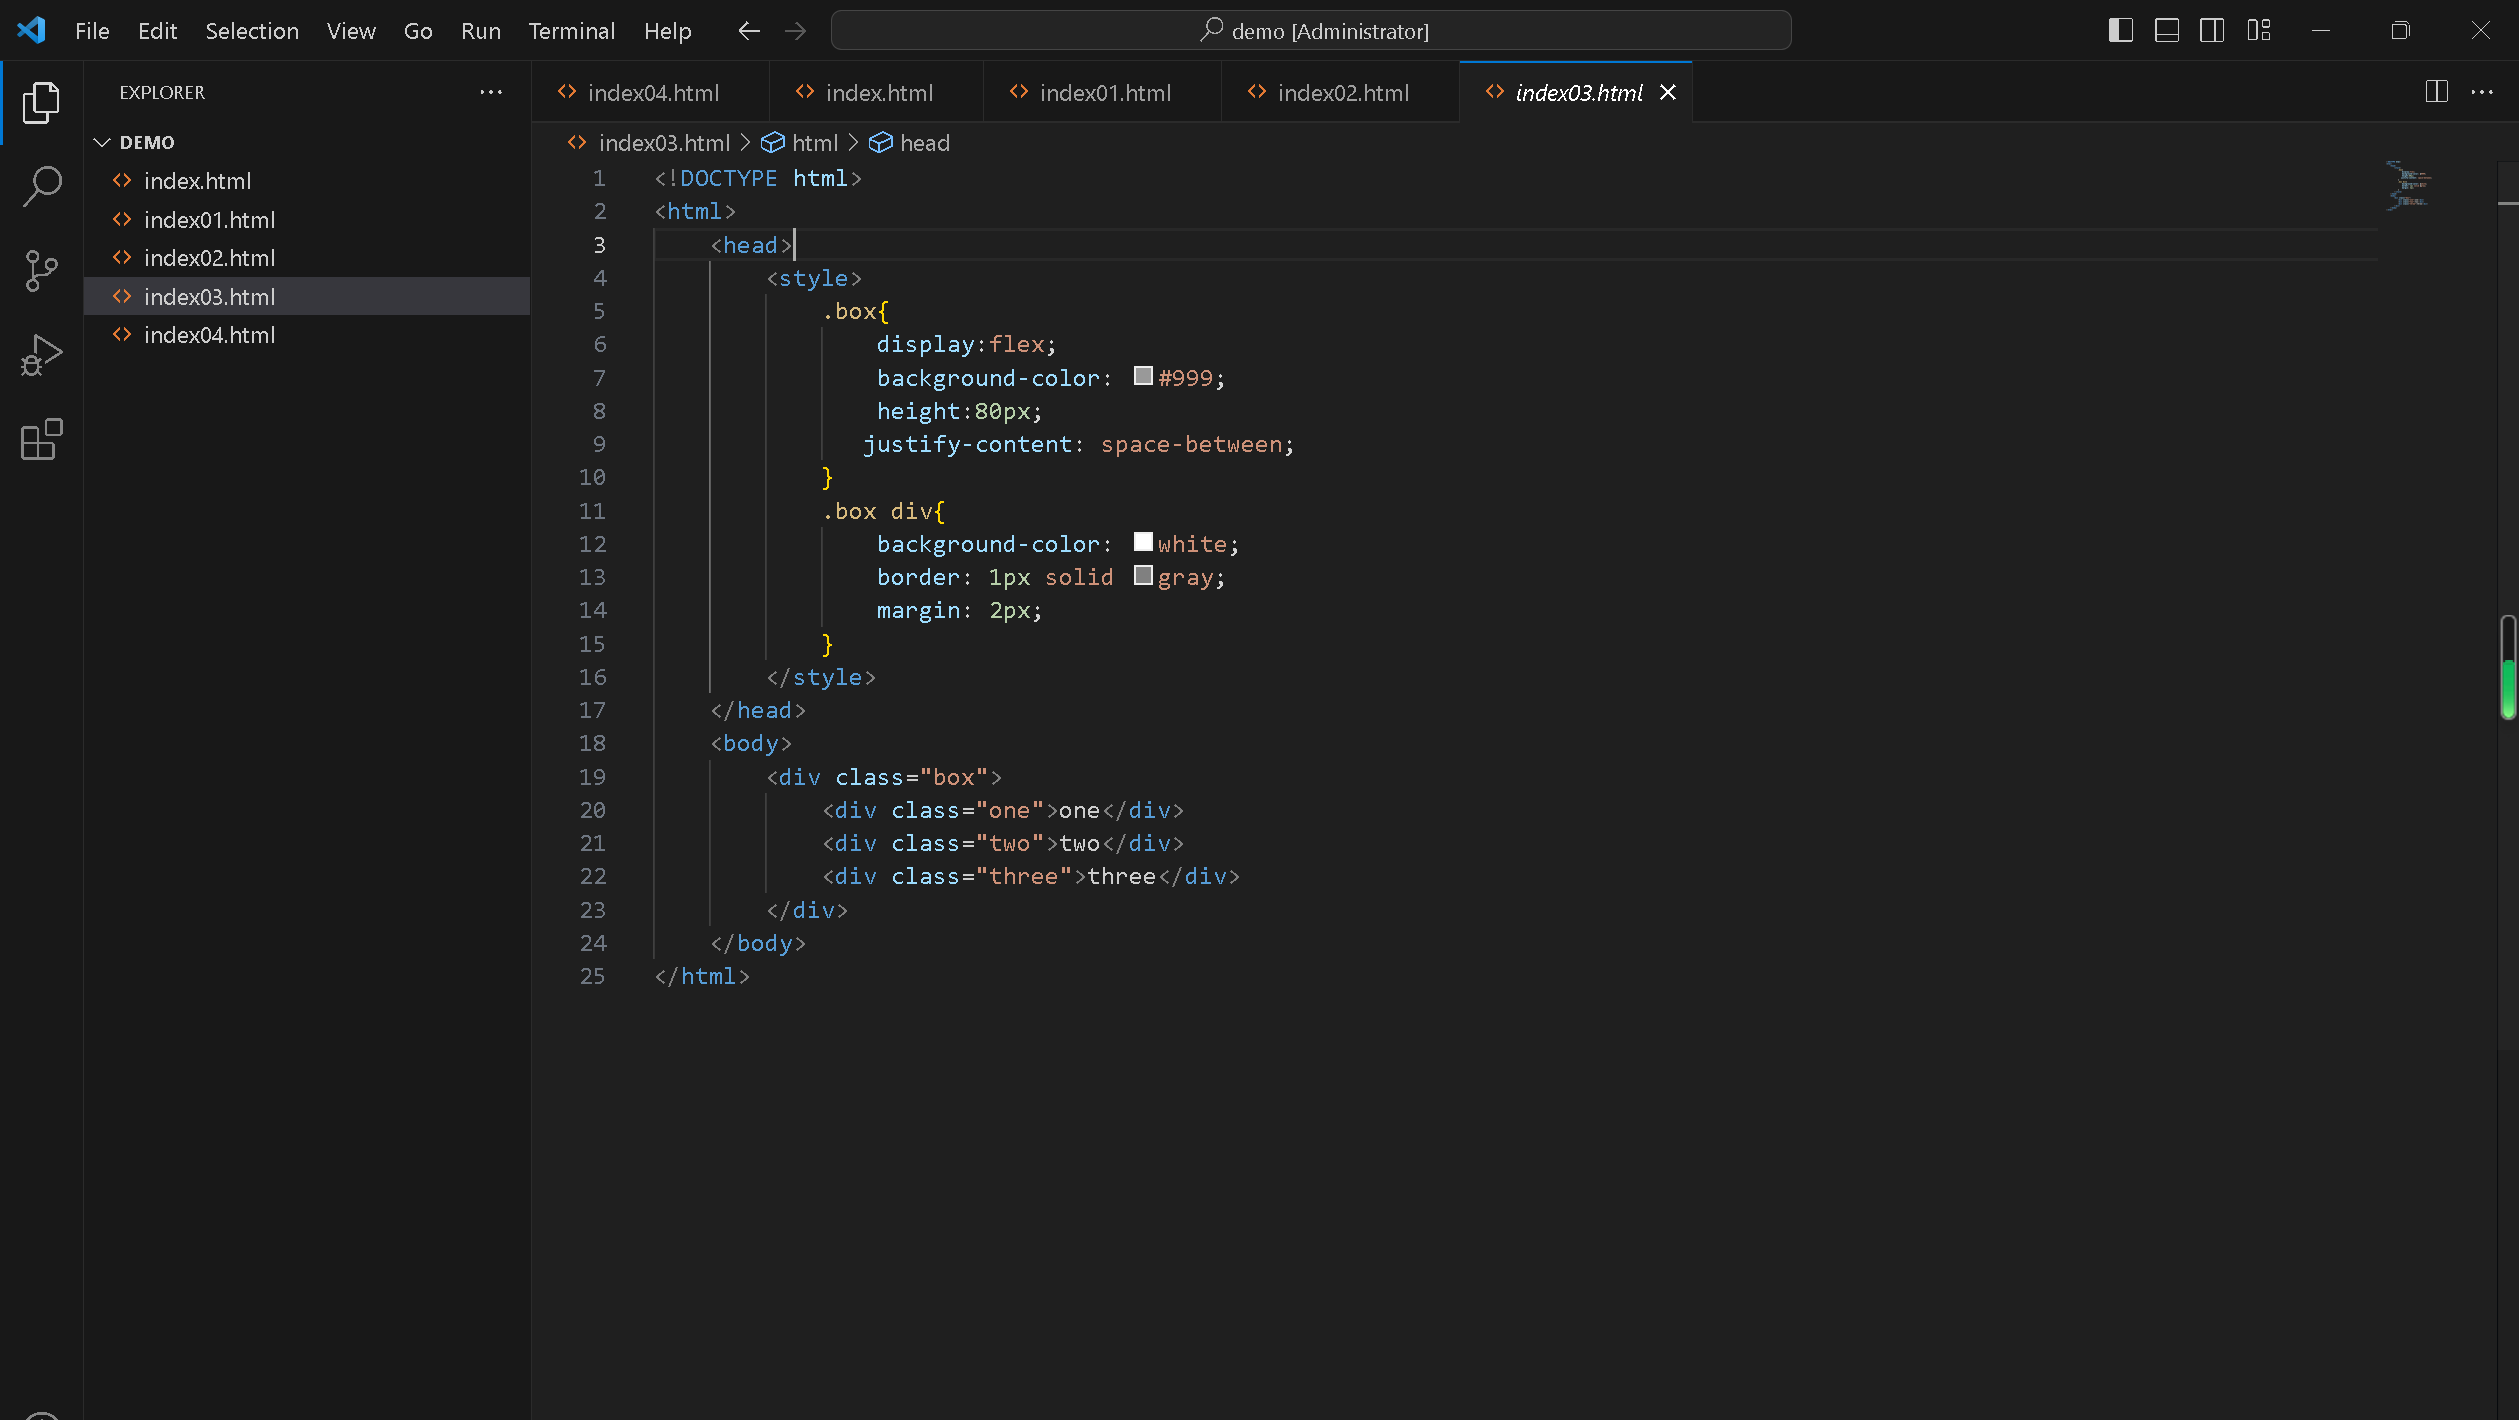 File Edit Selection View Go Run Terminal Help
demo [Administrator]
EXPLORER
DEMO
index.html
index01.html
index02.html
index03.html
index04.html
index04.html
index.html
index01.html
index02.html
index03.html
index03.html > html > head
1 <!DOCTYPE html>
2 <html>
3 <head>
4 <style>
5 .box{
6 display:flex;
7 background-color: #999;
8 height:80px;
9 justify-content: space-between;
10 }
11 .box div{
12 background-color: white;
13 border: 1px solid gray;
14 margin: 2px;
15 }
16 </style>
17 </head>
18 <body>
19 <div class="box">
20 <div class="one">one</div>
21 <div class="two">two</div>
22 <div class="three">three</div>
23 </div>
24 </body>
25 </html>